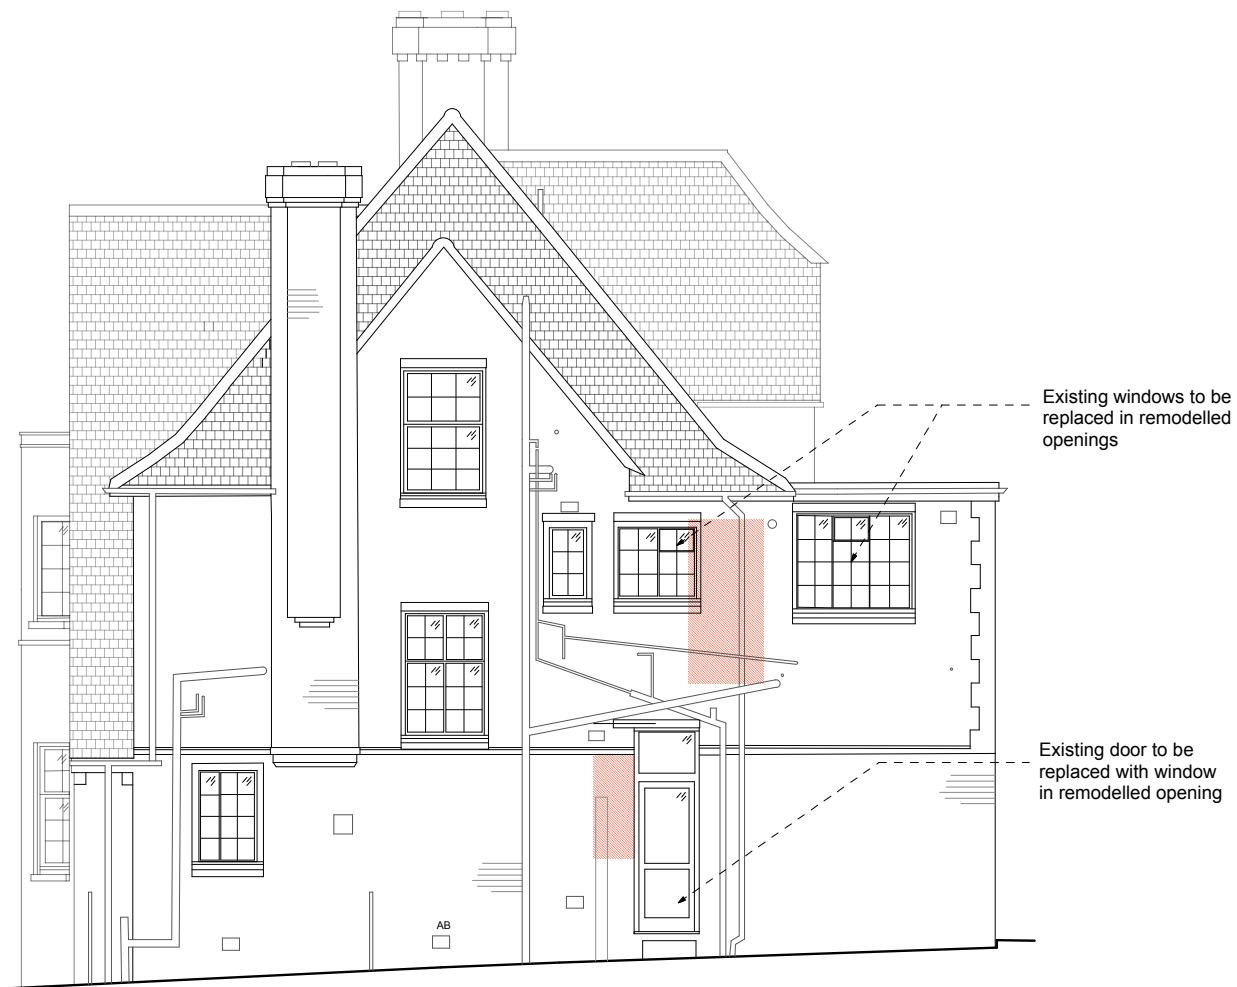 Existing windows to be
replaced in remodelled
openings
Existing door to be
replaced with window
in remodelled opening
AB